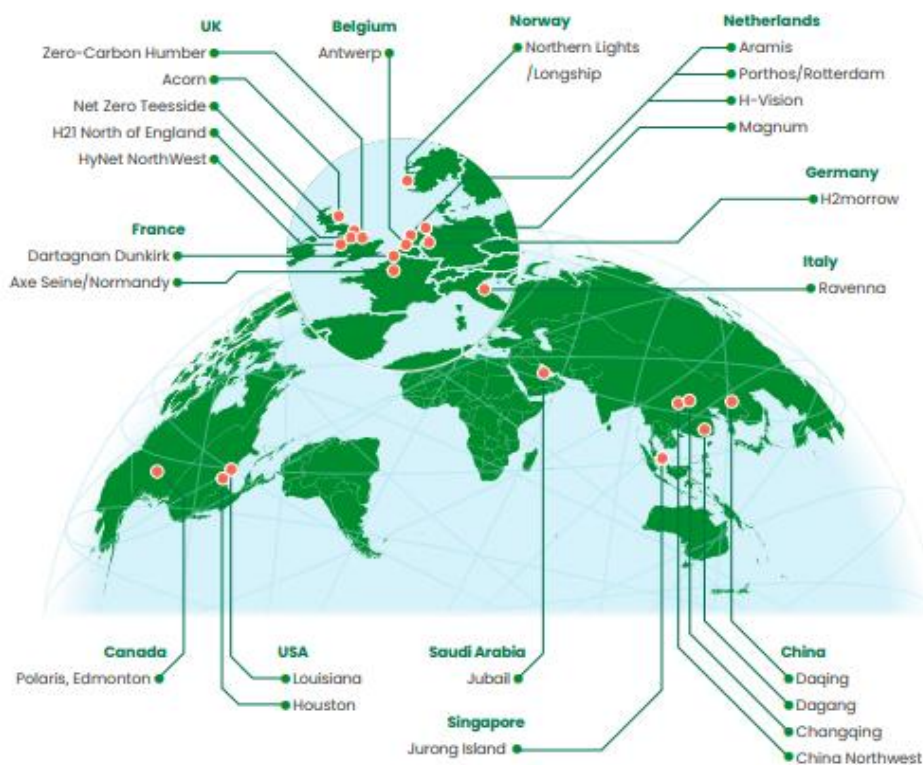 UK
Zero-Carbon Humber
Acorn
Net Zero Teesside
H21 North of England
HyNet NorthWest
Belgium
Antwerp
Norway
Northern Lights
/Longship
Netherlands
Aramis
Porthos/Rotterdam
H-Vision
Magnum
Germany
H2morrow
France
Dartagnan Dunkirk
Axe Seine/Normandy
Italy
Ravenna
Canada
Polaris, Edmonton
USA
Louisiana
Houston
Saudi Arabia
Jubail
Singapore
Jurong Island
China
Daqing
Dagang
Changqing
China Northwest